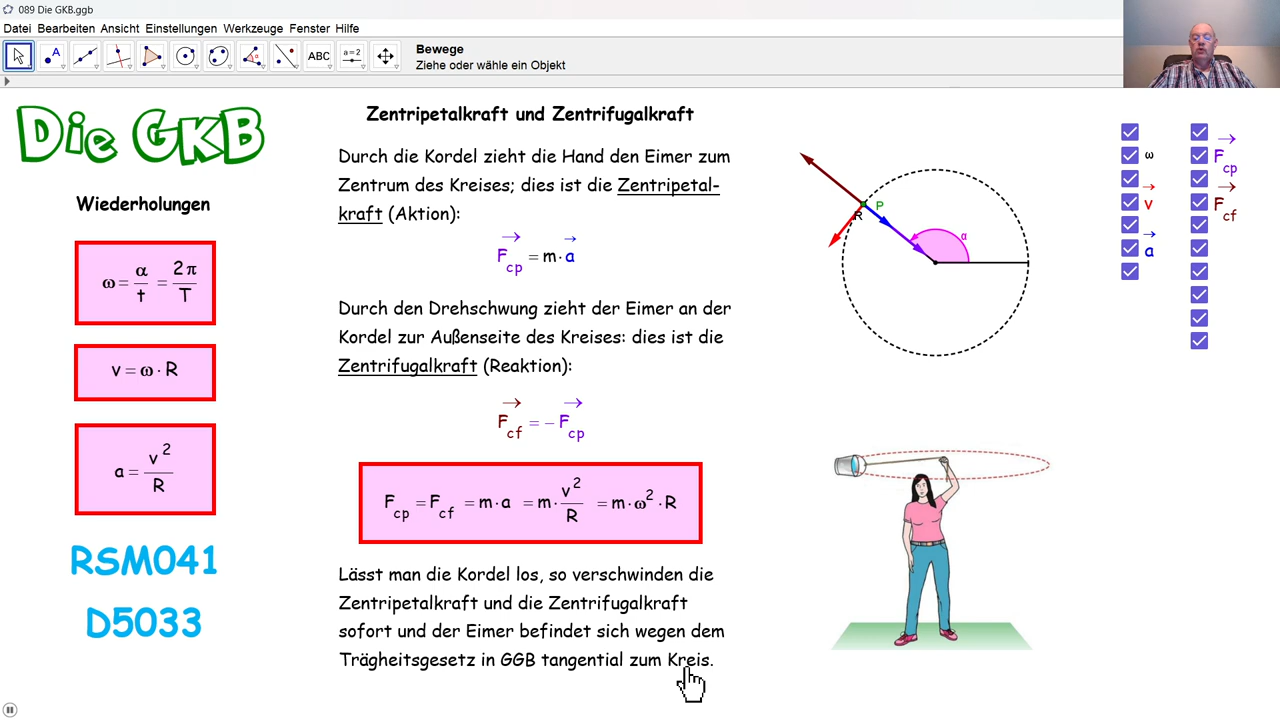 089 Die GKB.ggb
Datei Bearbeiten Ansicht Einstellungen Werkzeuge Fenster Hilfe
A
ABC
a=2
Bewege
Ziehe oder wähle ein Objekt
Die GKB
Wiederholungen
ω = α/t = 2π/T
v = ω · R
a = v²/R
RSM041
D5033
Zentripetalkraft und Zentrifugalkraft
Durch die Kordel zieht die Hand den Eimer zum
Zentrum des Kreises; dies ist die Zentripetal-
kraft (Aktion):
F⃗cp = m · a⃗
Durch den Drehschwung zieht der Eimer an der
Kordel zur Außenseite des Kreises: dies ist die
Zentrifugalkraft (Reaktion):
F⃗cf = − F⃗cp
Fcp = Fcf = m · a = m · v²/R = m · ω² · R
Lässt man die Kordel los, so verschwinden die
Zentripetalkraft und die Zentrifugalkraft
sofort und der Eimer befindet sich wegen dem
Trägheitsgesetz in GGB tangential zum Kreis.
P
R
α
ω
v⃗
a⃗
F⃗cp
F⃗cf